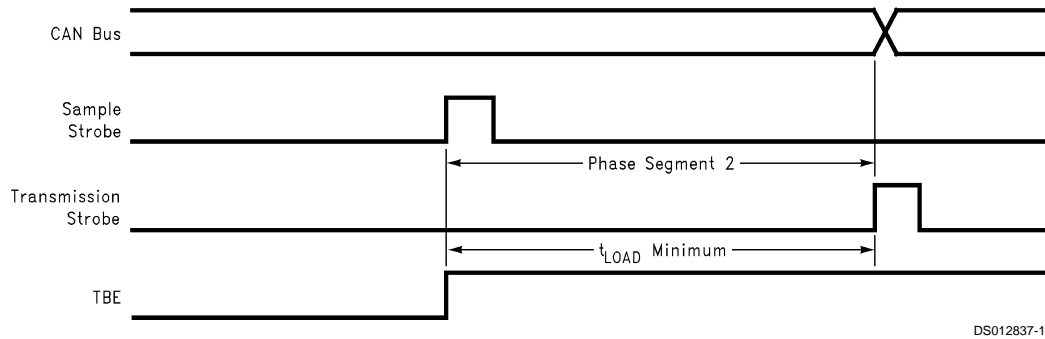 CAN Bus
Sample
Strobe
Phase Segment 2
Transmission
Strobe
tLOAD Minimum
TBE
DS012837-1